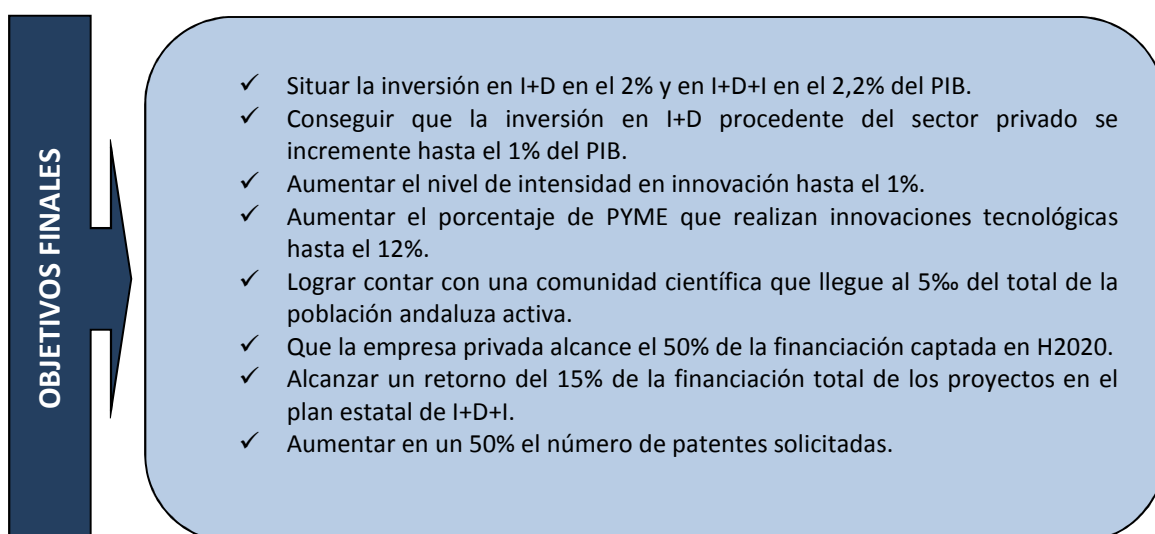 OBJETIVOS FINALES
✓ Situar la inversión en I+D en el 2% y en I+D+I en el 2,2% del PIB.
✓ Conseguir que la inversión en I+D procedente del sector privado se
incremente hasta el 1% del PIB.
✓ Aumentar el nivel de intensidad en innovación hasta el 1%.
✓ Aumentar el porcentaje de PYME que realizan innovaciones tecnológicas
hasta el 12%.
✓ Lograr contar con una comunidad científica que llegue al 5‰ del total de la
población andaluza activa.
✓ Que la empresa privada alcance el 50% de la financiación captada en H2020.
✓ Alcanzar un retorno del 15% de la financiación total de los proyectos en el
plan estatal de I+D+I.
✓ Aumentar en un 50% el número de patentes solicitadas.